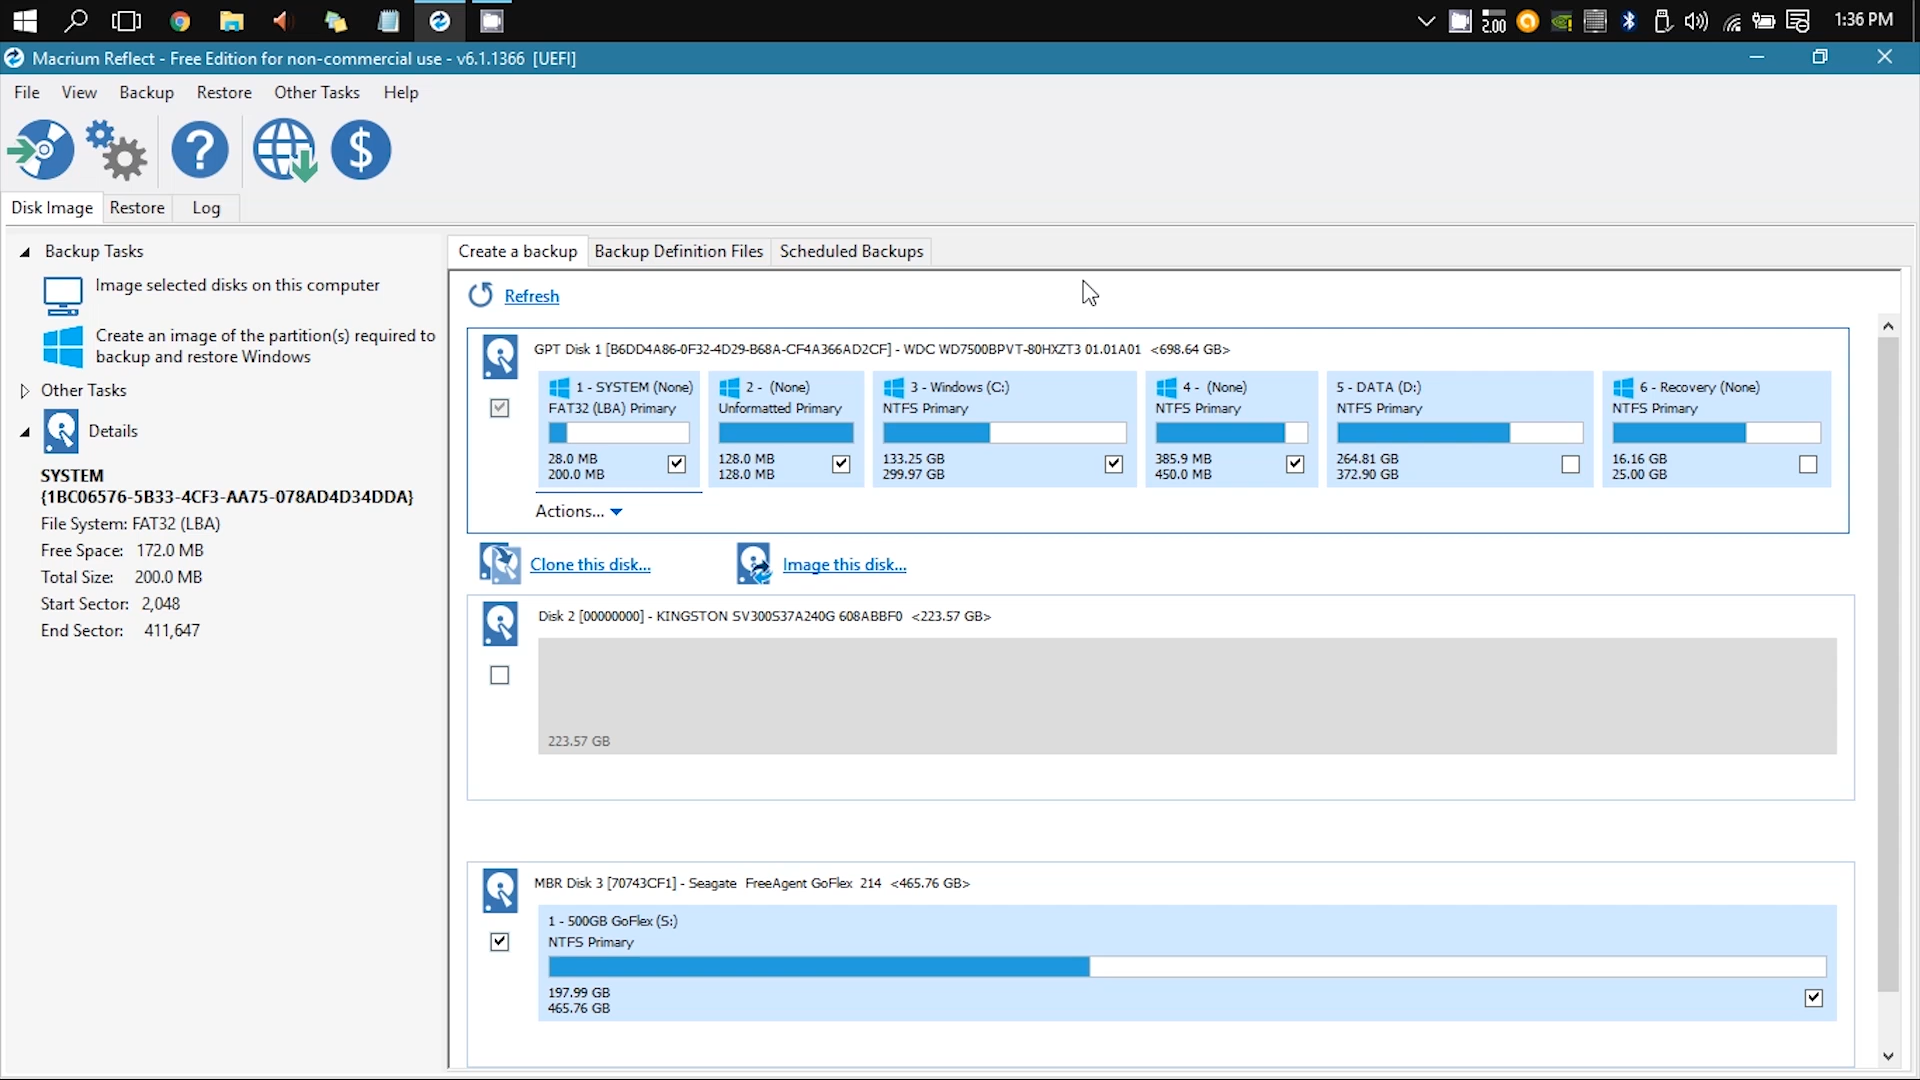 2.00
1:36 PM
Macrium Reflect - Free Edition for non-commercial use - v6.1.1366 [UEFI]
File View Backup Restore Other Tasks Help
Disk Image Restore Log
Backup Tasks
Image selected disks on this computer
Create an image of the partition(s) required to
backup and restore Windows
Other Tasks
Details
SYSTEM
{1BC06576-5B33-4CF3-AA75-078AD4D34DDA}
File System: FAT32 (LBA)
Free Space: 172.0 MB
Total Size: 200.0 MB
Start Sector: 2,048
End Sector: 411,647
Create a backup Backup Definition Files Scheduled Backups
Refresh
GPT Disk 1 [B6DD4A86-0F32-4D29-B68A-CF4A366AD2CF] - WDC WD7500BPVT-80HXZT3 01.01A01 <698.64 GB>
1 - SYSTEM (None)
FAT32 (LBA) Primary
28.0 MB
200.0 MB
2 - (None)
Unformatted Primary
128.0 MB
128.0 MB
3 - Windows (C:)
NTFS Primary
133.25 GB
299.97 GB
4 - (None)
NTFS Primary
385.9 MB
450.0 MB
5 - DATA (D:)
NTFS Primary
264.81 GB
372.90 GB
6 - Recovery (None)
NTFS Primary
16.16 GB
25.00 GB
Actions...
Clone this disk... Image this disk...
Disk 2 [00000000] - KINGSTON SV300S37A240G 608ABBF0 <223.57 GB>
223.57 GB
MBR Disk 3 [70743CF1] - Seagate FreeAgent GoFlex 214 <465.76 GB>
1 - 500GB GoFlex (S:)
NTFS Primary
197.99 GB
465.76 GB